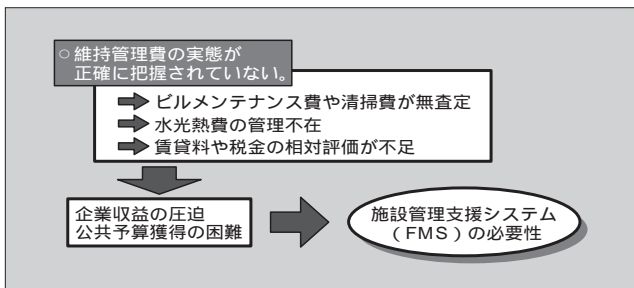 ○維持管理費の実態が
正確に把握されていない。
ビルメンテナンス費や清掃費が無査定
水光熱費の管理不在
賃貸料や税金の相対評価が不足
企業収益の圧迫
公共予算獲得の困難
施設管理支援システム
(FMS)の必要性